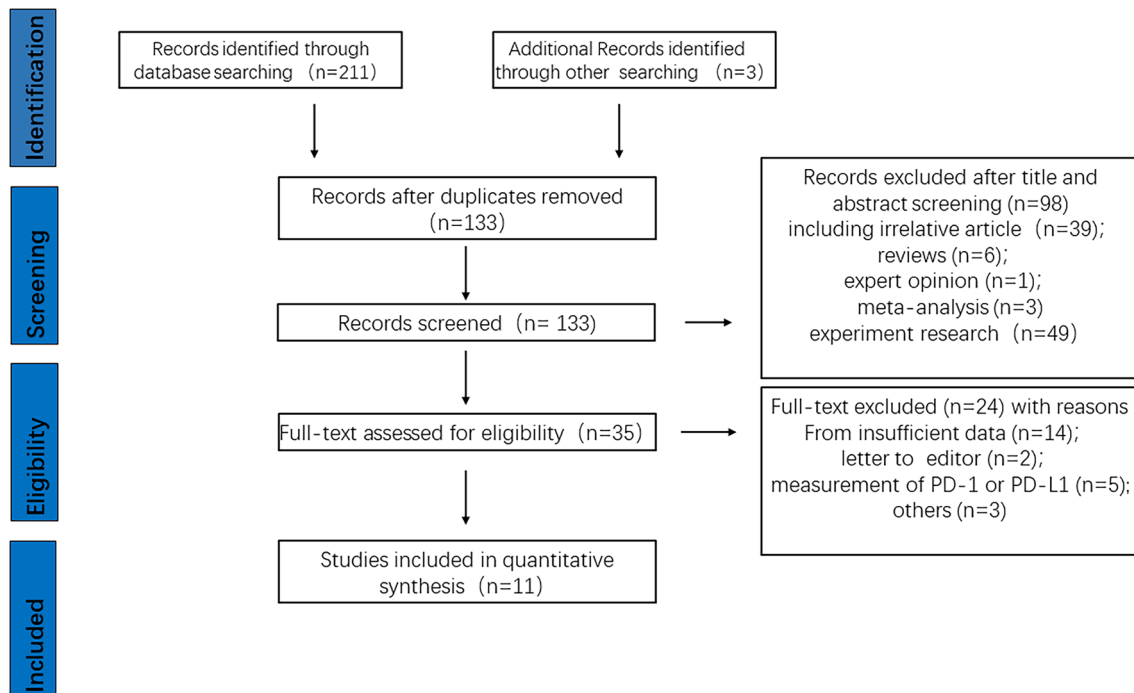 Identification
Records identified through
database searching （n=211）
Additional Records identified
through other searching （n=3）
Screening
Records after duplicates removed
(n=133)
Records screened （n= 133)
Records excluded after title and
abstract screening (n=98)
including irrelative article （n=39）;
reviews (n=6);
expert opinion (n=1);
meta-analysis (n=3)
experiment research （n=49）
Eligibility
Full-text assessed for eligibility （n=35）
Full-text excluded (n=24) with reasons
From insufficient data (n=14);
letter to editor (n=2);
measurement of PD-1 or PD-L1 (n=5);
others (n=3)
Included
Studies included in quantitative
synthesis （n=11）